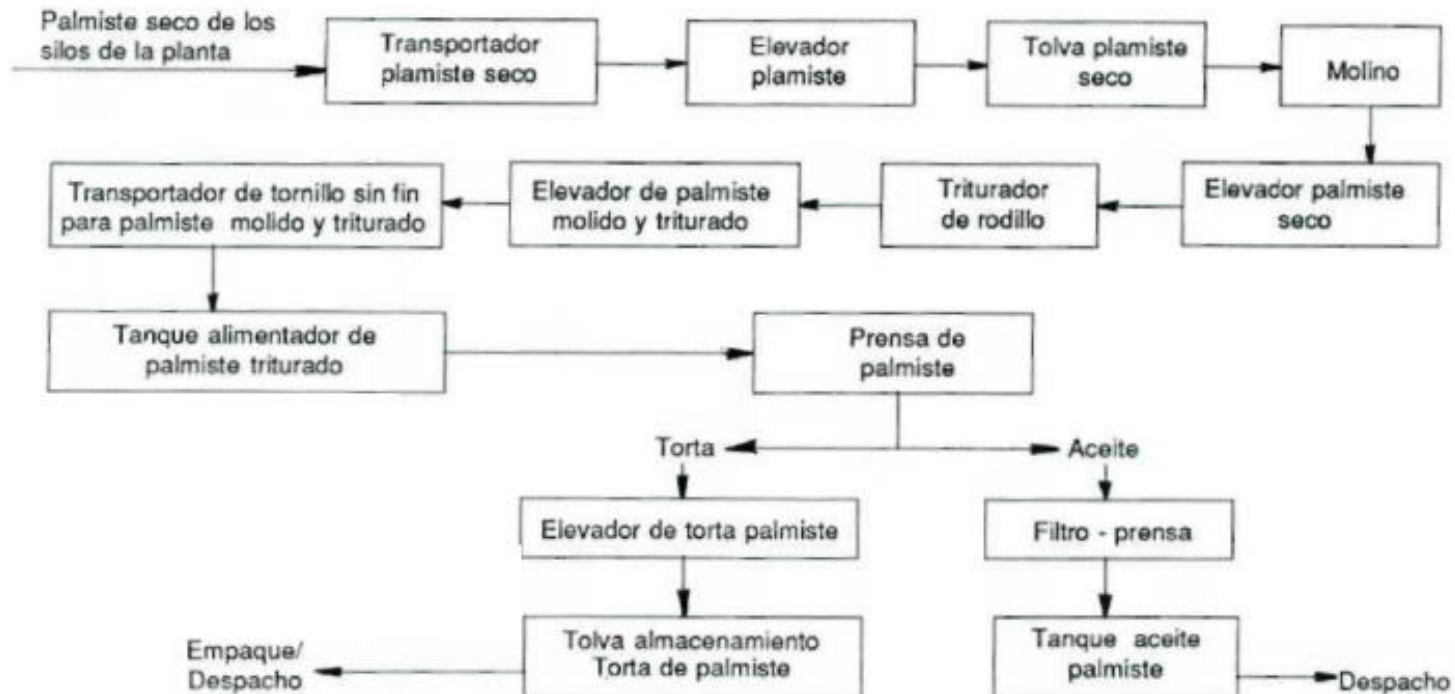 Palmiste seco de los
silos de la planta
Transportador
plamiste seco
Elevador
plamiste
Tolva plamiste
seco
Molino
Transportador de tornillo sin fin
para palmiste molido y triturado
Elevador de palmiste
molido y triturado
Triturador
de rodillo
Elevador palmiste
seco
Tanque alimentador de
palmiste triturado
Prensa de
palmiste
Torta
Aceite
Elevador de torta palmiste
Filtro - prensa
Empaque/
Despacho
Tolva almacenamiento
Torta de palmiste
Tanque aceite
palmiste
Despacho